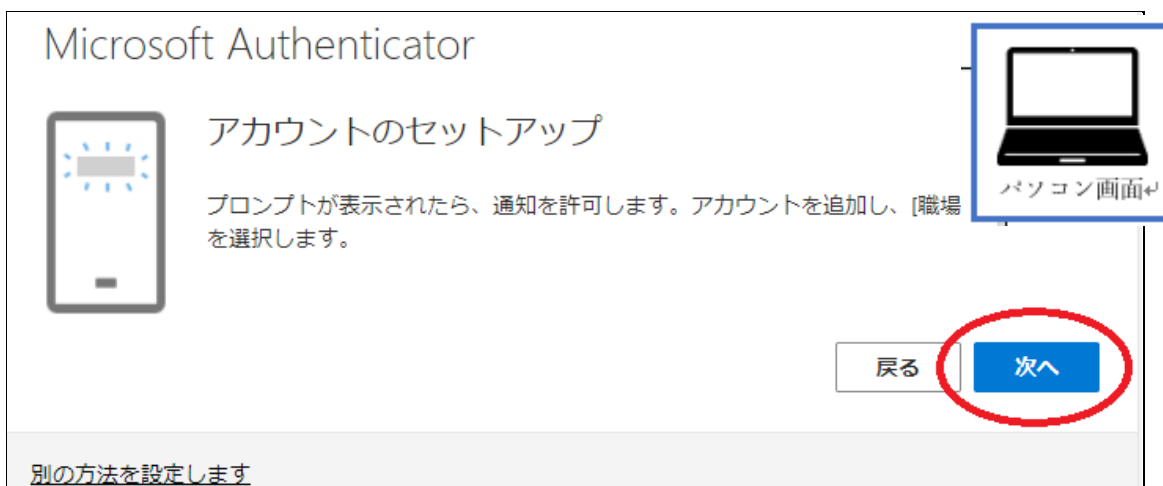 Microsoft Authenticator
パソコン画面↵
アカウントのセットアップ
プロンプトが表示されたら、通知を許可します。アカウントを追加し、[職場
を選択します。
戻る
次へ
別の方法を設定します